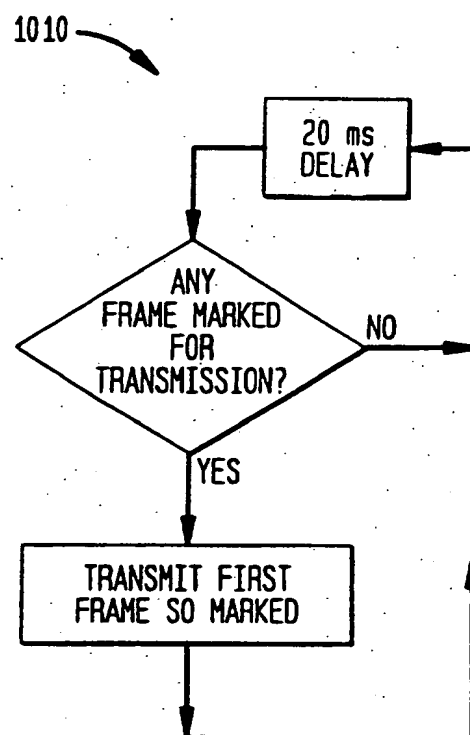 1010
20 ms
DELAY
ANY
FRAME MARKED
FOR
TRANSMISSION?
NO
YES
TRANSMIT FIRST
FRAME SO MARKED